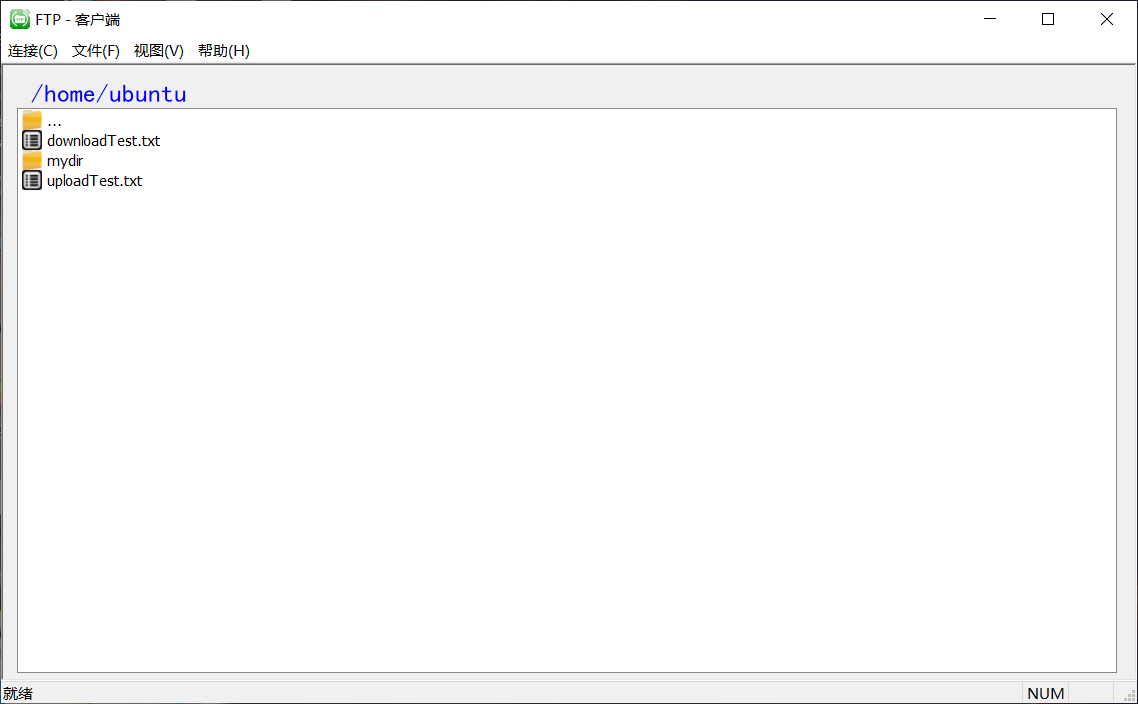 FTP - 客户端
连接(C) 文件(F) 视图(V) 帮助(H)
/home/ubuntu
...
downloadTest.txt
mydir
uploadTest.txt
就绪 NUM